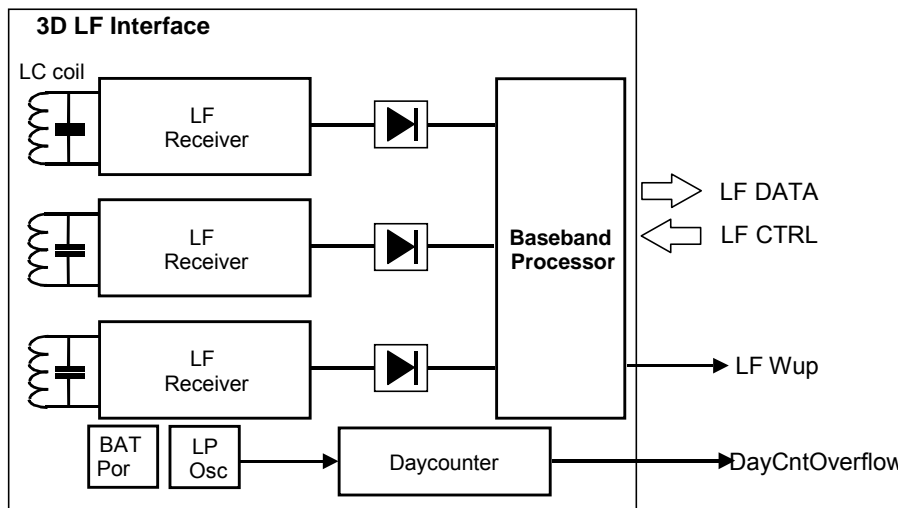 3D LF Interface
LC coil
LF
Receiver
LF
Receiver
LF
Receiver
Baseband
Processor
LF DATA
LF CTRL
LF Wup
BAT
Por
LP
Osc
Daycounter
DayCntOverflow